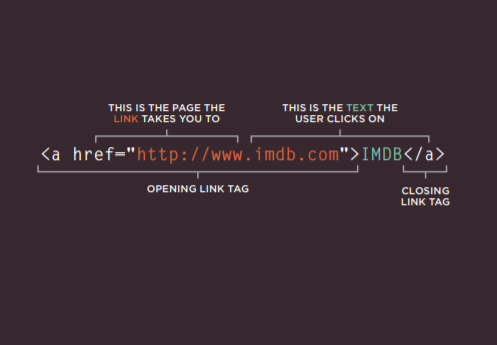 THIS IS THE PAGE THE
LINK TAKES YOU TO
THIS IS THE TEXT THE
USER CLICKS ON
<a href="http://www.imdb.com">IMDB</a>
OPENING LINK TAG
CLOSING
LINK TAG